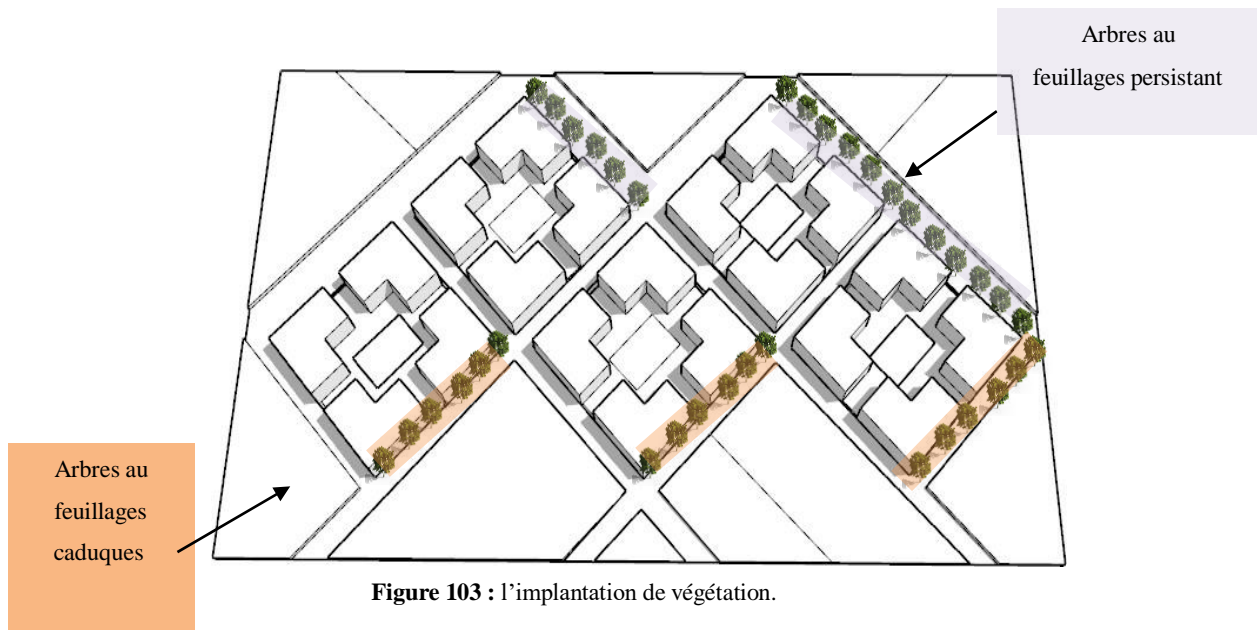 Arbres au
feuillages persistant
Arbres au
feuillages
caduques
Figure 103 : l’implantation de végétation.